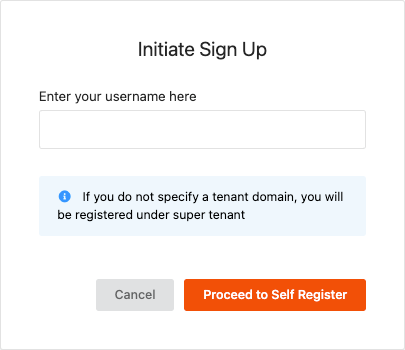 Initiate Sign Up
Enter your username here
If you do not specify a tenant domain, you will
be registered under super tenant
Cancel
Proceed to Self Register